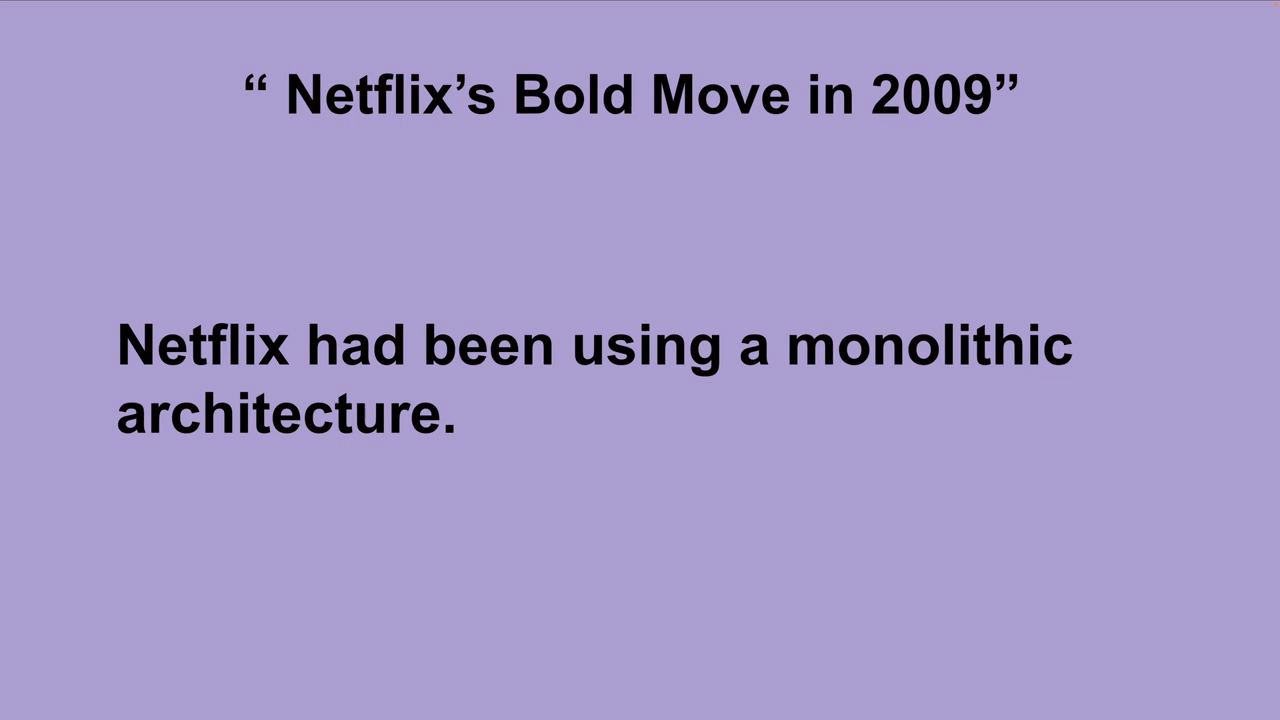 “ Netflix’s Bold Move in 2009”
Netflix had been using a monolithic
architecture.